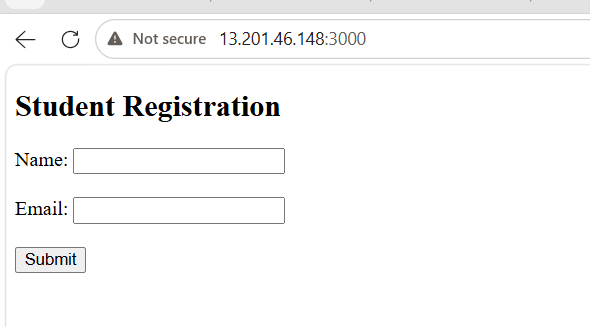 Not secure 13.201.46.148:3000
Student Registration
Name:
Email:
Submit